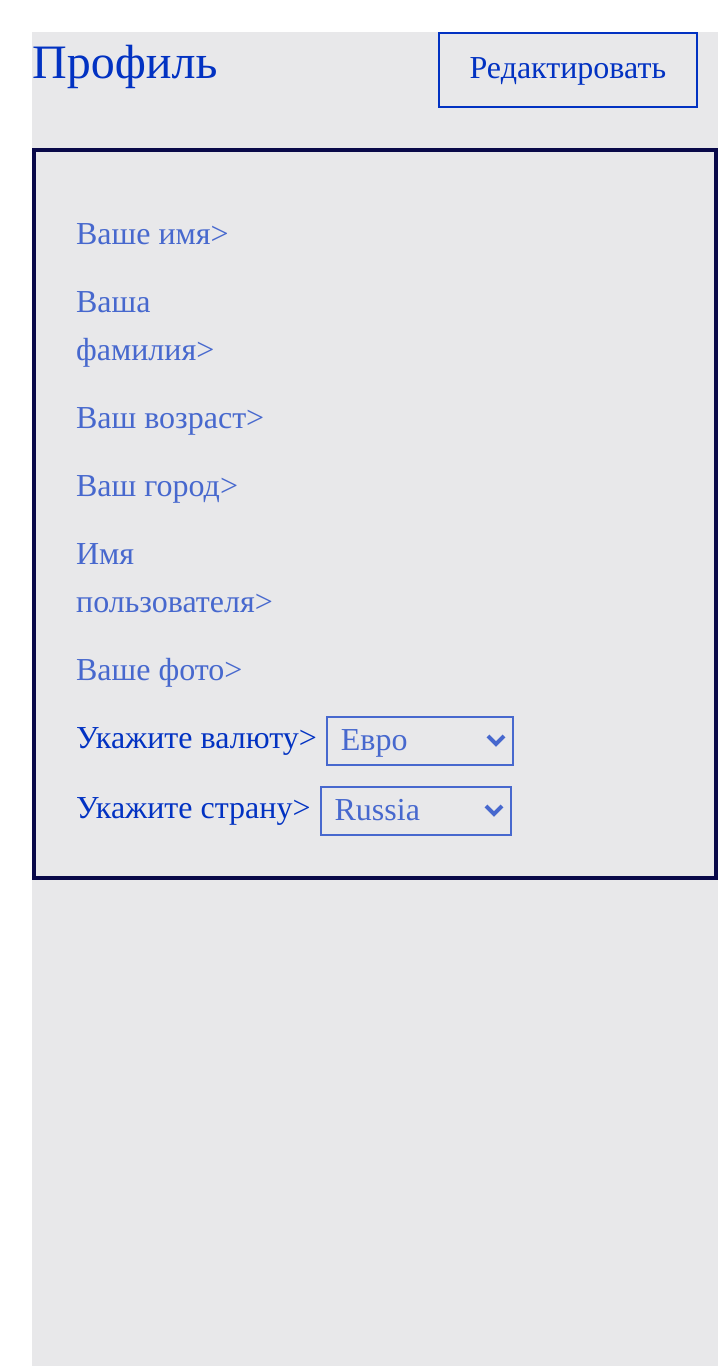 Профиль
Редактировать
Ваше имя>
Ваша
фамилия>
Ваш возраст>
Ваш город>
Имя
пользователя>
Ваше фото>
Укажите валюту> Евро
Укажите страну> Russia